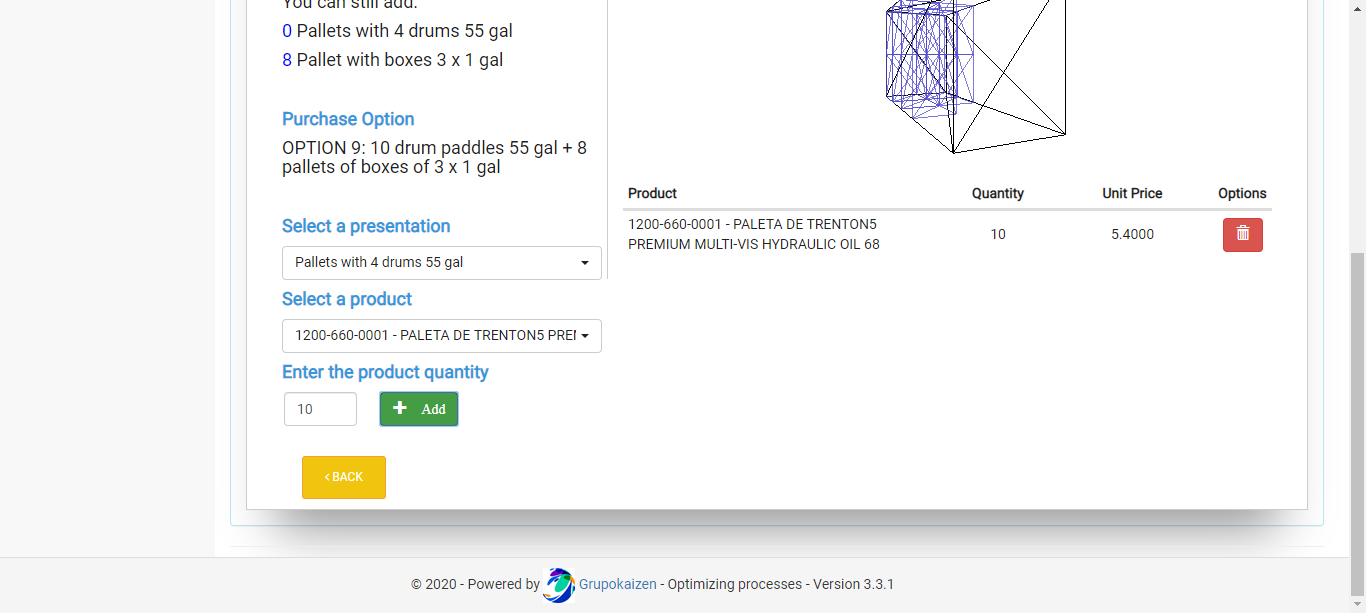 You can still add:
0 Pallets with 4 drums 55 gal
8 Pallet with boxes 3 x 1 gal
Purchase Option
OPTION 9: 10 drum paddles 55 gal + 8
pallets of boxes of 3 x 1 gal
Select a presentation
Pallets with 4 drums 55 gal
Select a product
1200-660-0001 - PALETA DE TRENTON5 PREM
Enter the product quantity
10 Add
BACK
Product Quantity Unit Price Options
1200-660-0001 - PALETA DE TRENTON5
PREMIUM MULTI-VIS HYDRAULIC OIL 68 10 5.4000
© 2020 - Powered by Grupokaizen - Optimizing processes - Version 3.3.1